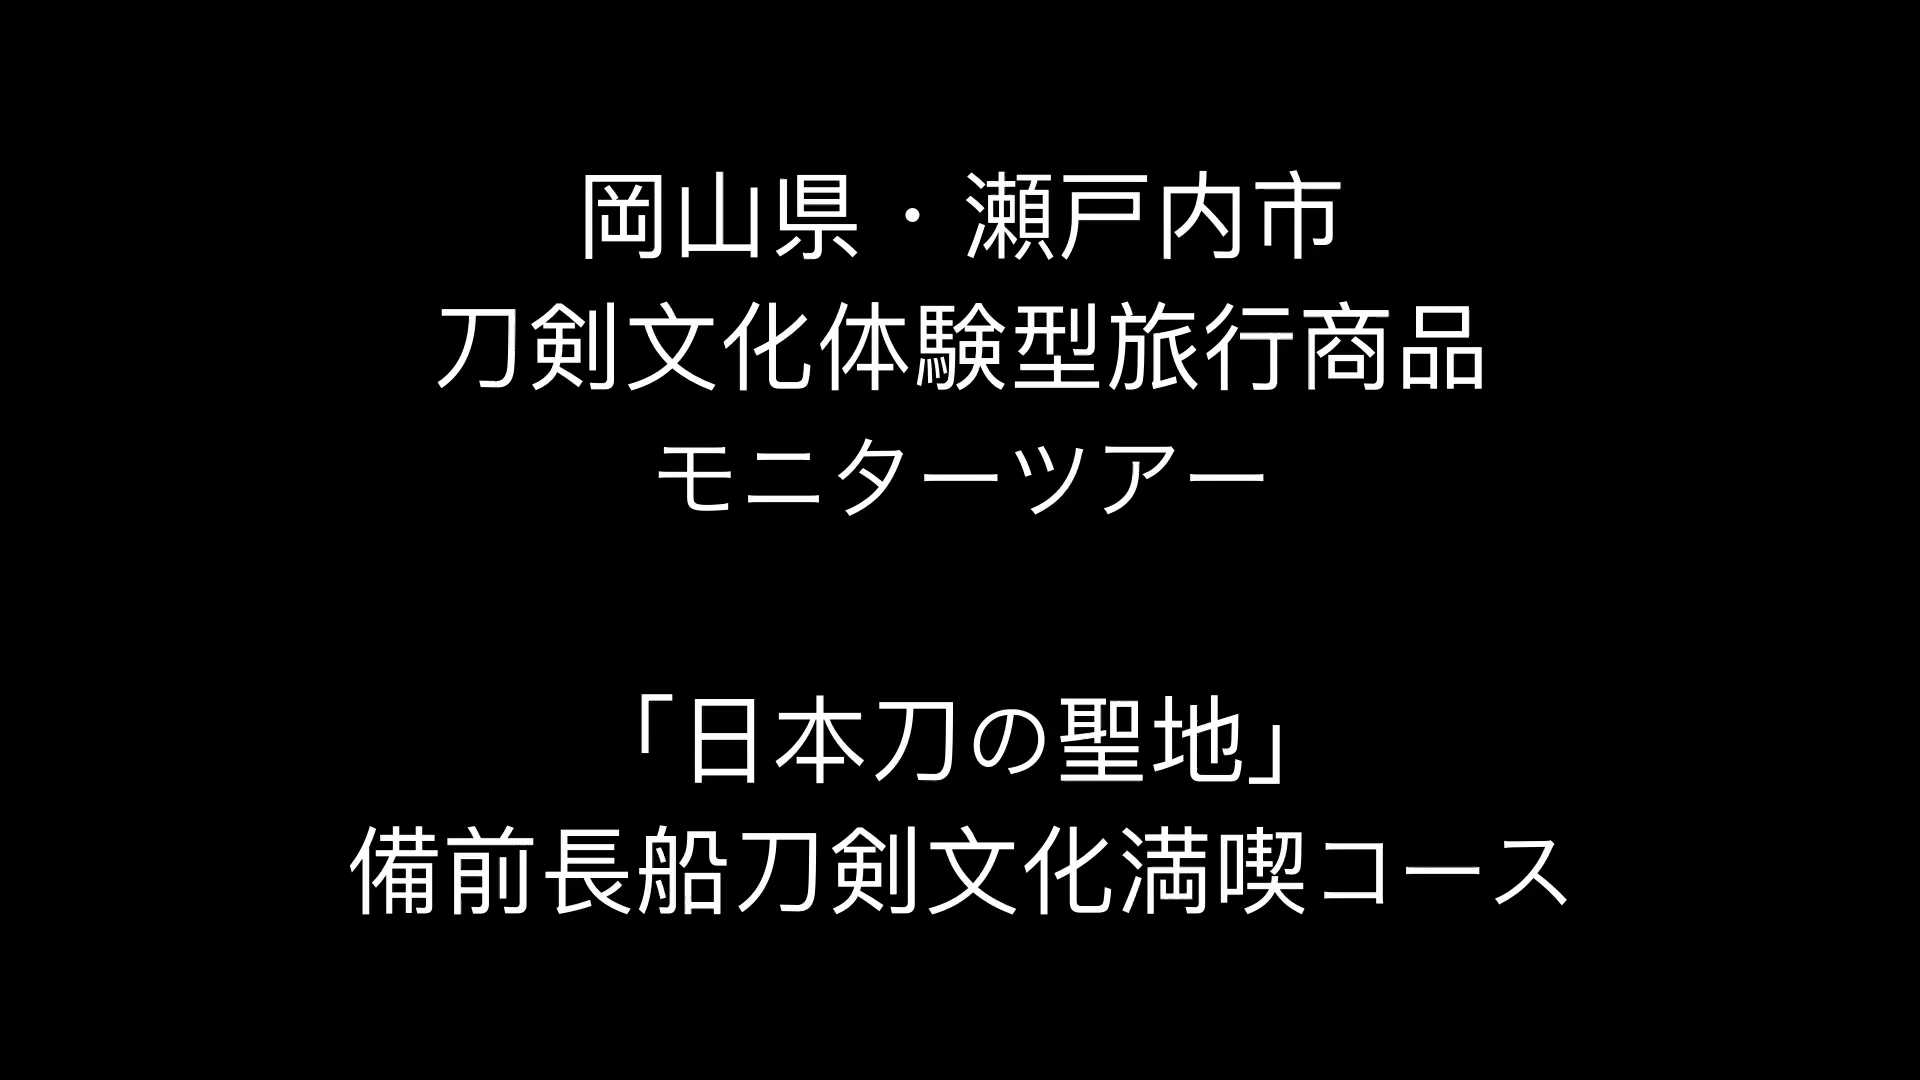 岡山県・瀬戸内市
刀剣文化体験型旅行商品
モニターツアー
「日本刀の聖地」
備前長船刀剣文化満喫コース